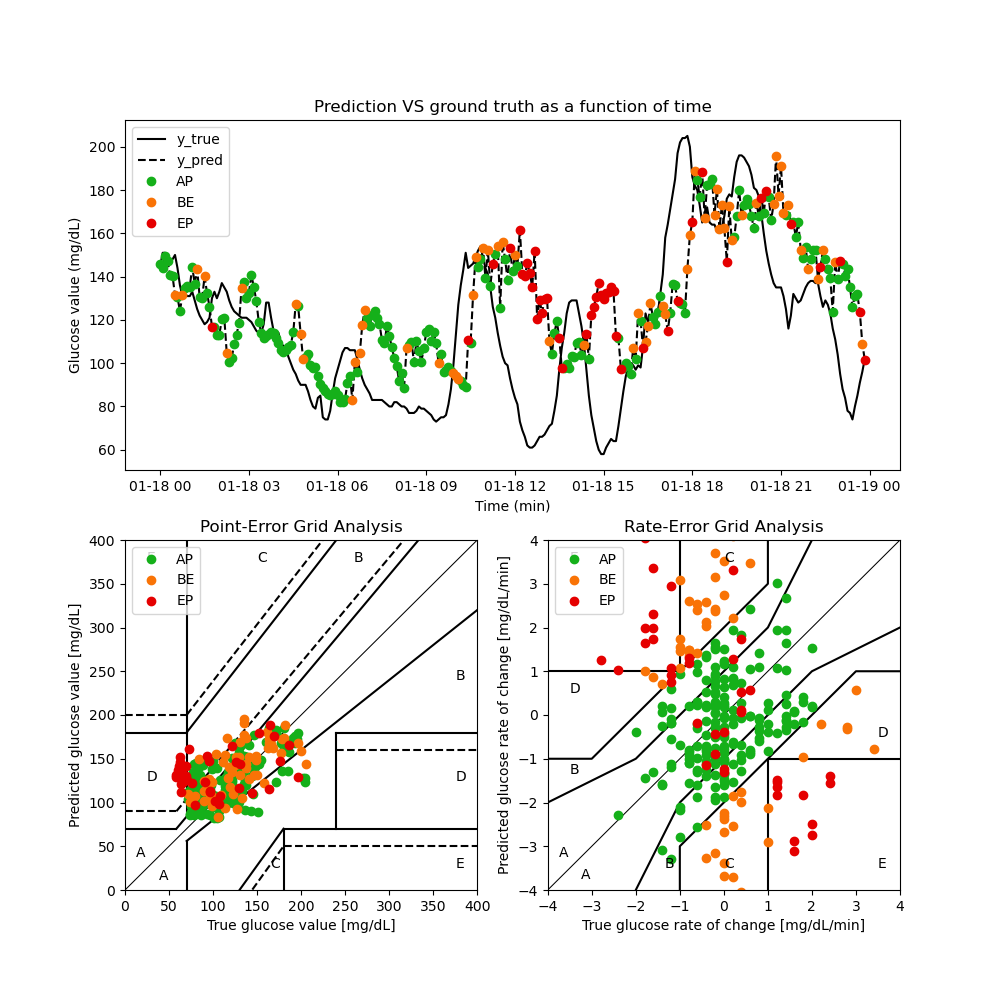 Prediction VS ground truth as a function of time
Glucose value (mg/dL)
200
180
160
140
120
100
80
60
y_true
y_pred
AP
BE
EP
01-18 00 01-18 03 01-18 06 01-18 09 01-18 12 01-18 15 01-18 18 01-18 21 01-19 00
Time (min)
Point-Error Grid Analysis
Predicted glucose value [mg/dL]
400
350
300
250
200
150
100
50
0
AP
BE
EP
C
B
B
D
D
A
A
C
E
0 50 100 150 200 250 300 350 400
True glucose value [mg/dL]
Rate-Error Grid Analysis
Predicted glucose rate of change [mg/dL/min]
4
3
2
1
0
−1
−2
−3
−4
AP
BE
EP
C
D
D
B
A
A
B
C
E
−4 −3 −2 −1 0 1 2 3 4
True glucose rate of change [mg/dL/min]